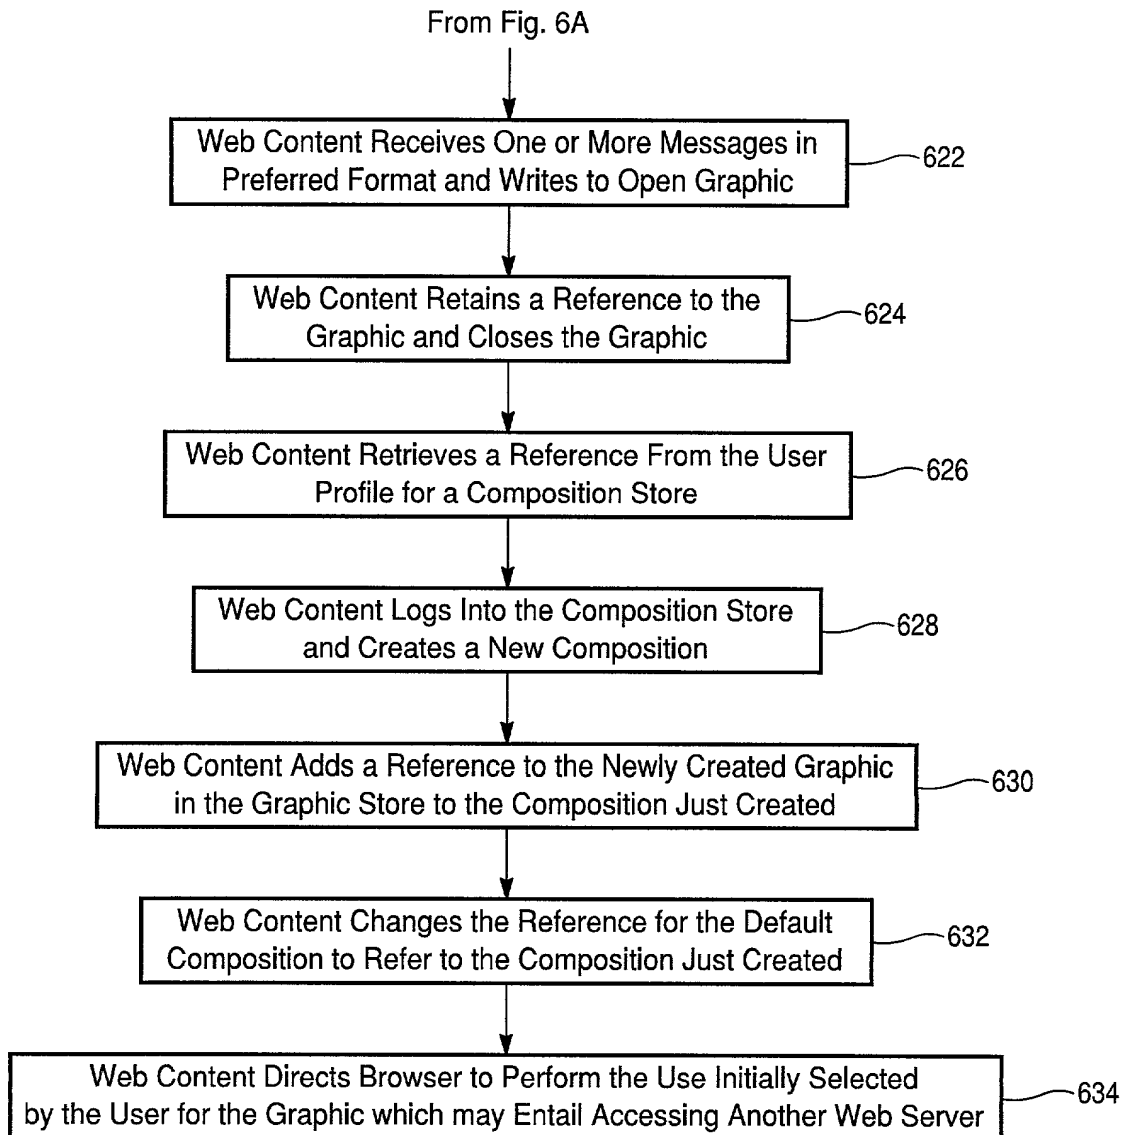 From Fig. 6A
Web Content Receives One or More Messages in
Preferred Format and Writes to Open Graphic
622
Web Content Retains a Reference to the
Graphic and Closes the Graphic
624
Web Content Retrieves a Reference From the User
Profile for a Composition Store
626
Web Content Logs Into the Composition Store
and Creates a New Composition
628
Web Content Adds a Reference to the Newly Created Graphic
in the Graphic Store to the Composition Just Created
630
Web Content Changes the Reference for the Default
Composition to Refer to the Composition Just Created
632
Web Content Directs Browser to Perform the Use Initially Selected
by the User for the Graphic which may Entail Accessing Another Web Server
634